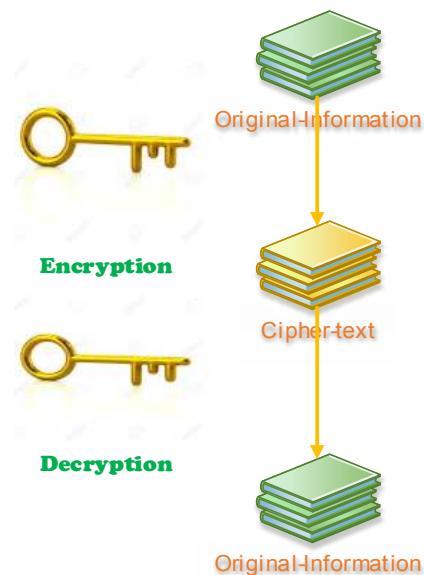 Original-Information
Encryption
Cipher-text
Decryption
Original-Information